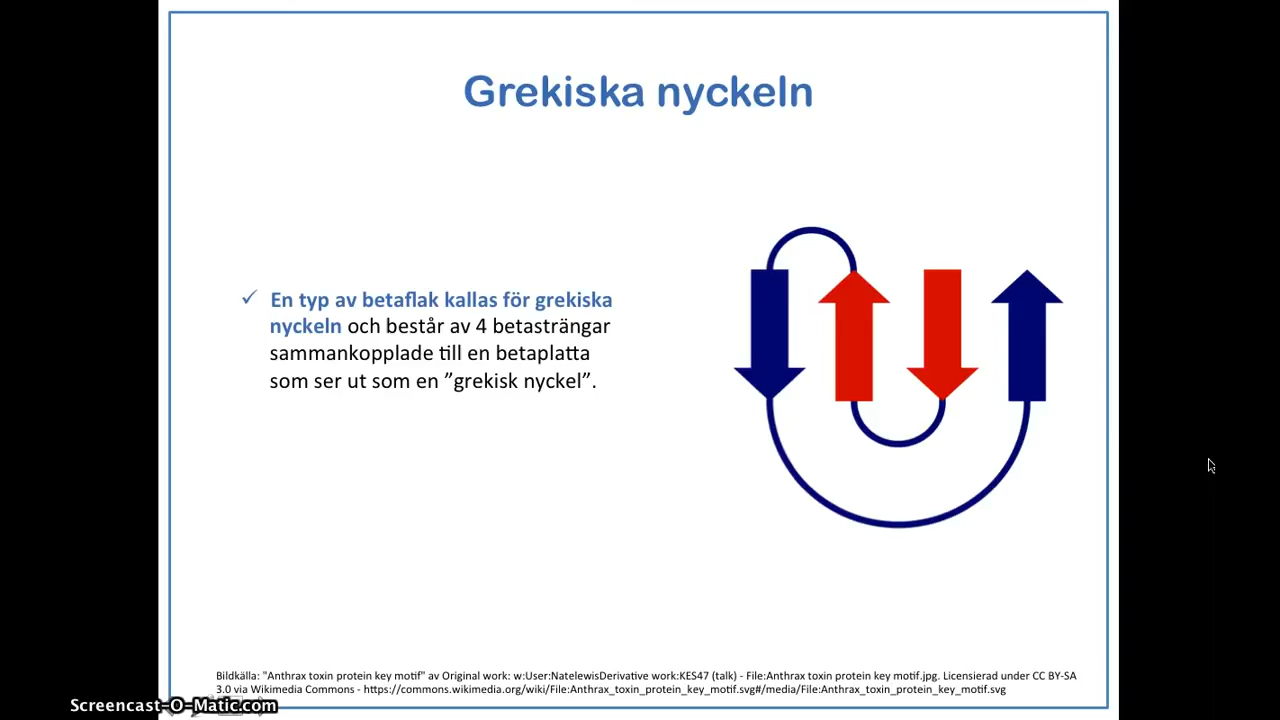 Grekiska nyckeln
✓ En typ av betaflak kallas för grekiska
nyckeln och består av 4 betasträngar
sammankopplade till en betaplatta
som ser ut som en ”grekisk nyckel”.
Bildkälla: "Anthrax toxin protein key motif" av Original work: w:User:NatelewisDerivative work:KES47 (talk) - File:Anthrax toxin protein key motif.jpg. Licensierad under CC BY-SA
3.0 via Wikimedia Commons - https://commons.wikimedia.org/wiki/File:Anthrax_toxin_protein_key_motif.svg#/media/File:Anthrax_toxin_protein_key_motif.svg
Screencast-O-Matic.com